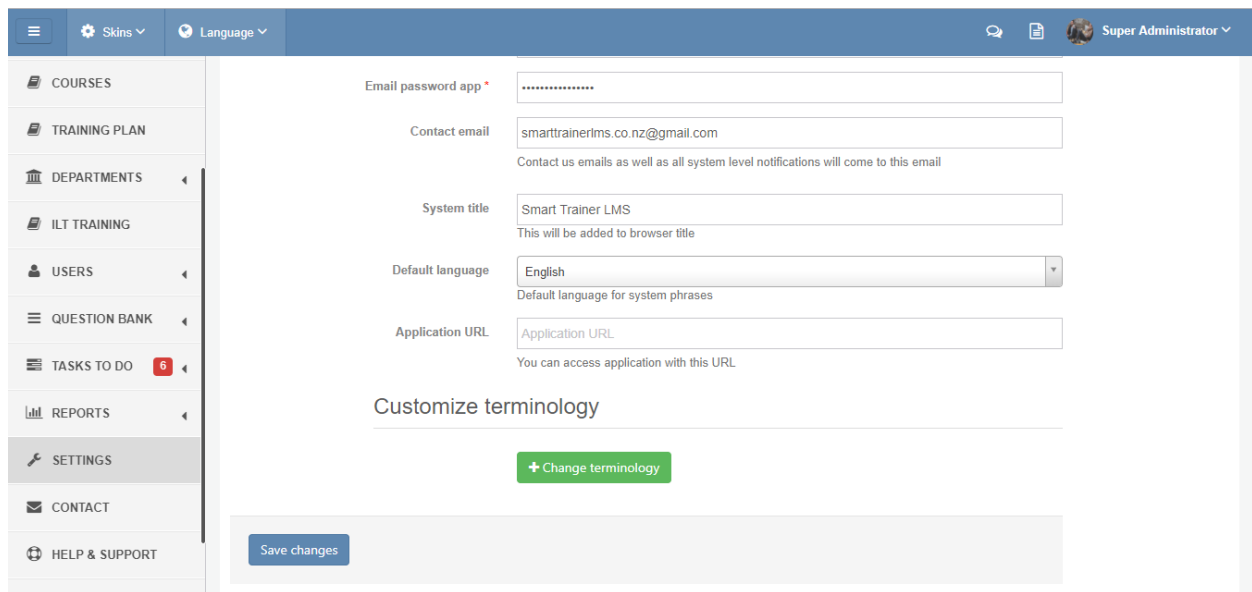 Skins
Language
Super Administrator
COURSES
TRAINING PLAN
DEPARTMENTS
ILT TRAINING
USERS
QUESTION BANK
TASKS TO DO 6
REPORTS
SETTINGS
CONTACT
HELP & SUPPORT
Email password app *
••••••••••••••••
Contact email
smarttrainerlms.co.nz@gmail.com
Contact us emails as well as all system level notifications will come to this email
System title
Smart Trainer LMS
This will be added to browser title
Default language
English
Default language for system phrases
Application URL
Application URL
You can access application with this URL
Customize terminology
+ Change terminology
Save changes